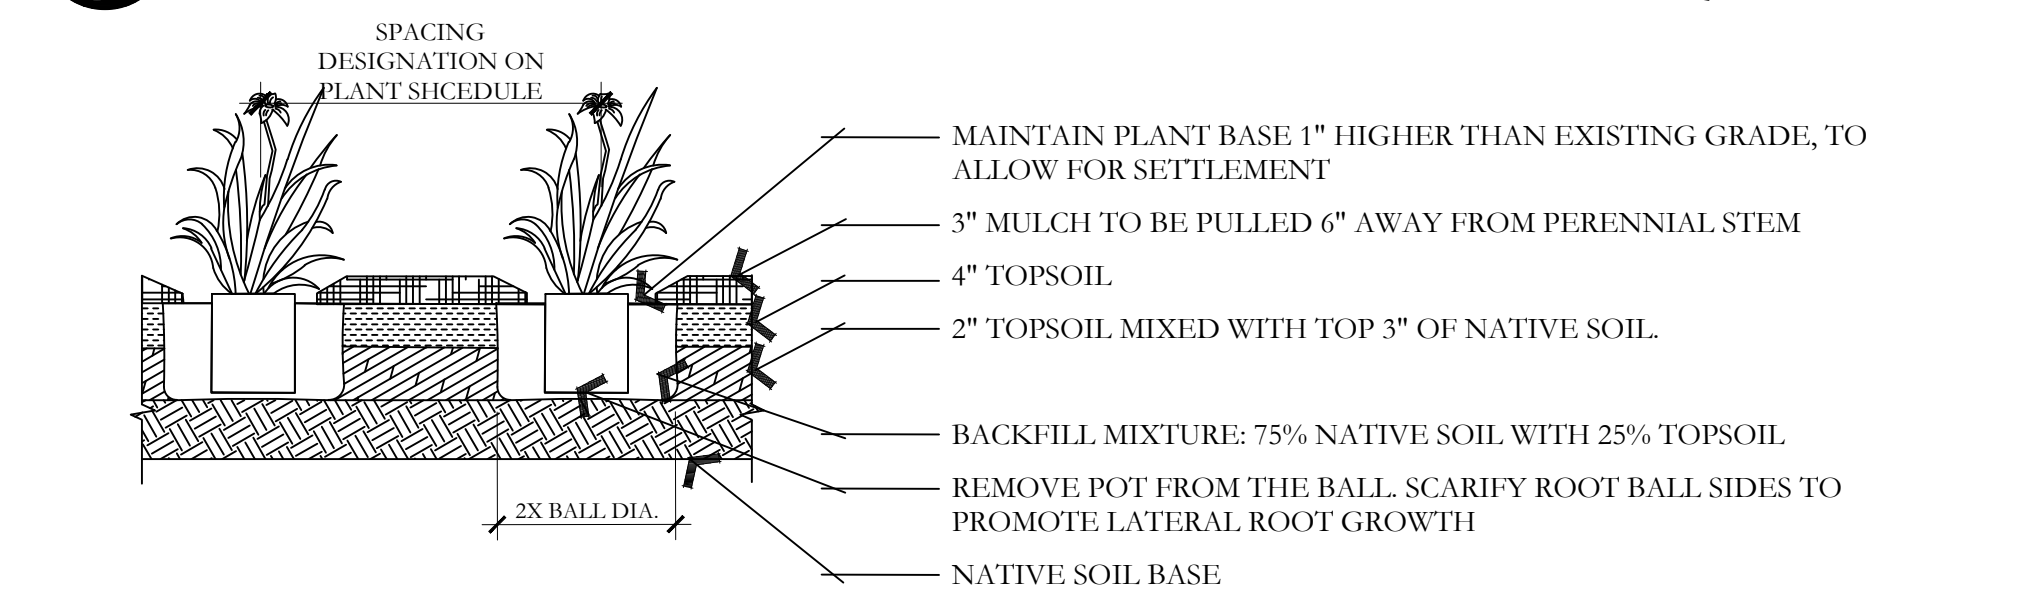 SPACING
DESIGNATION ON
PLANT SHCEDULE
MAINTAIN PLANT BASE 1" HIGHER THAN EXISTING GRADE, TO
ALLOW FOR SETTLEMENT
3" MULCH TO BE PULLED 6" AWAY FROM PERENNIAL STEM
4" TOPSOIL
2" TOPSOIL MIXED WITH TOP 3" OF NATIVE SOIL.
BACKFILL MIXTURE: 75% NATIVE SOIL WITH 25% TOPSOIL
REMOVE POT FROM THE BALL. SCARIFY ROOT BALL SIDES TO
PROMOTE LATERAL ROOT GROWTH
2X BALL DIA.
NATIVE SOIL BASE